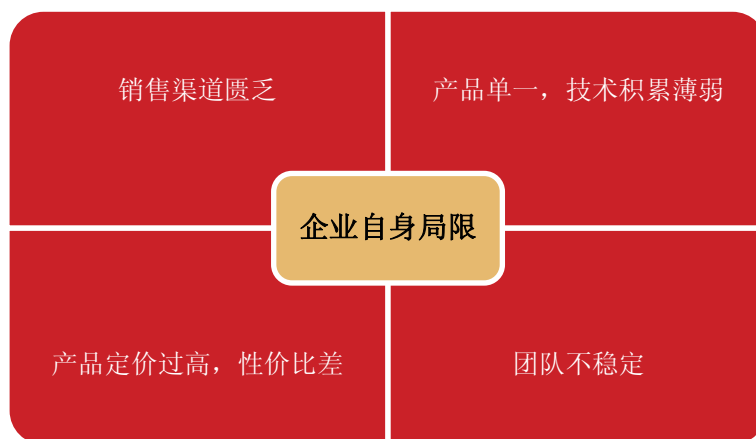 销售渠道匮乏
产品单一，技术积累薄弱
企业自身局限
产品定价过高，性价比差
团队不稳定